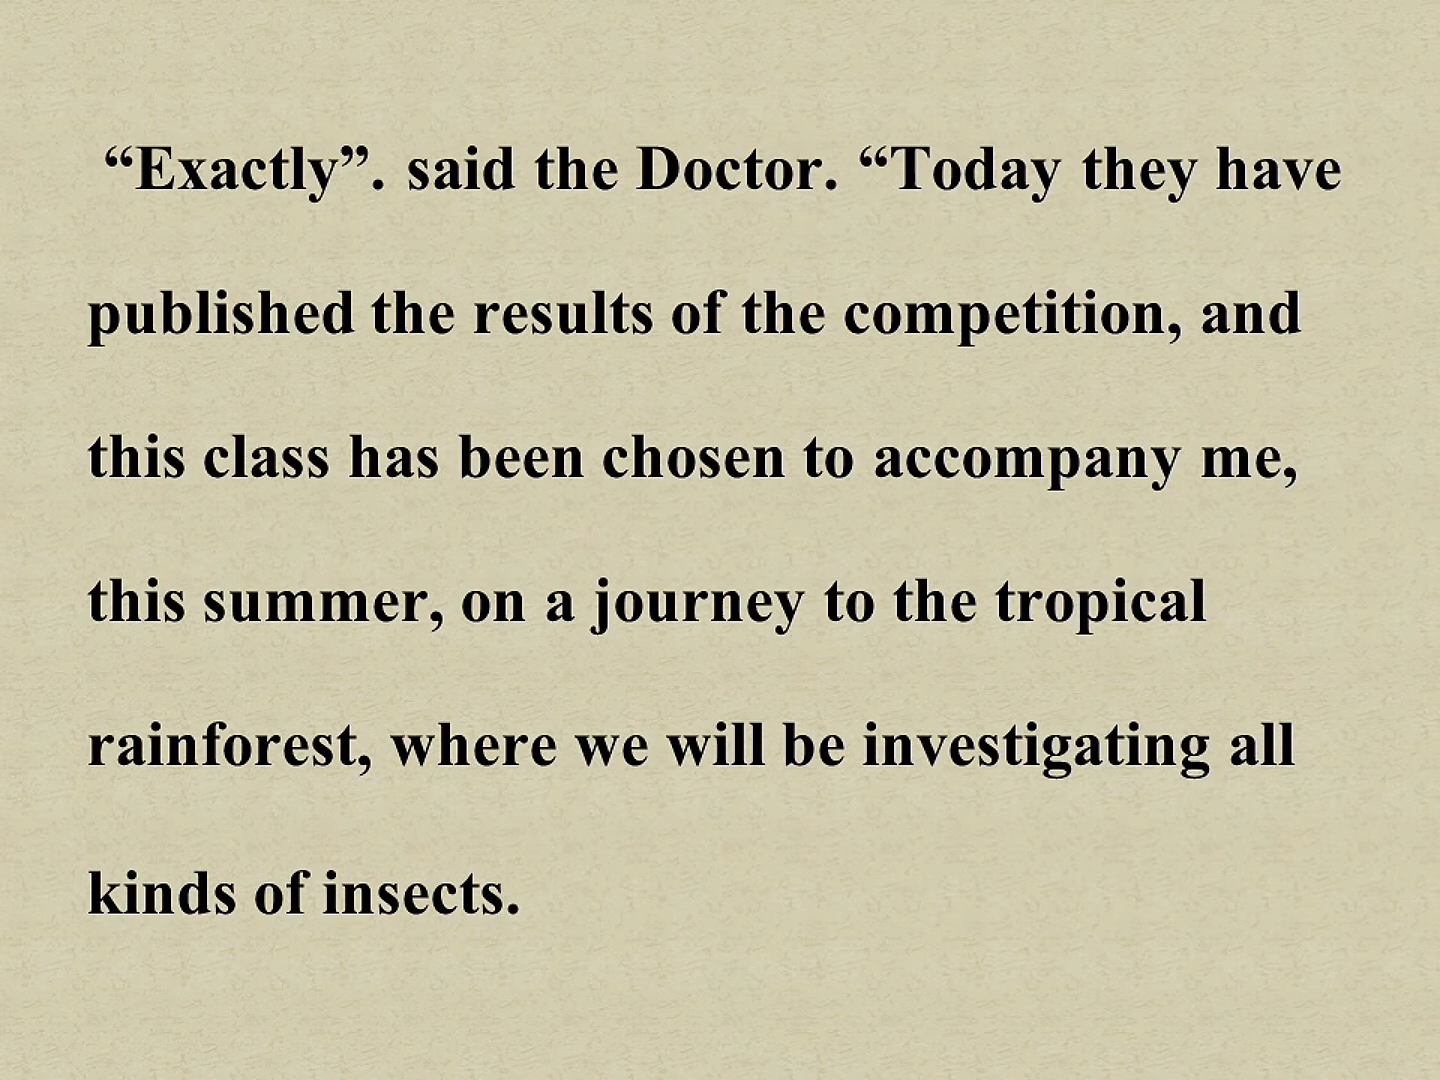 “Exactly”. said the Doctor. “Today they have
published the results of the competition, and
this class has been chosen to accompany me,
this summer, on a journey to the tropical
rainforest, where we will be investigating all
kinds of insects.